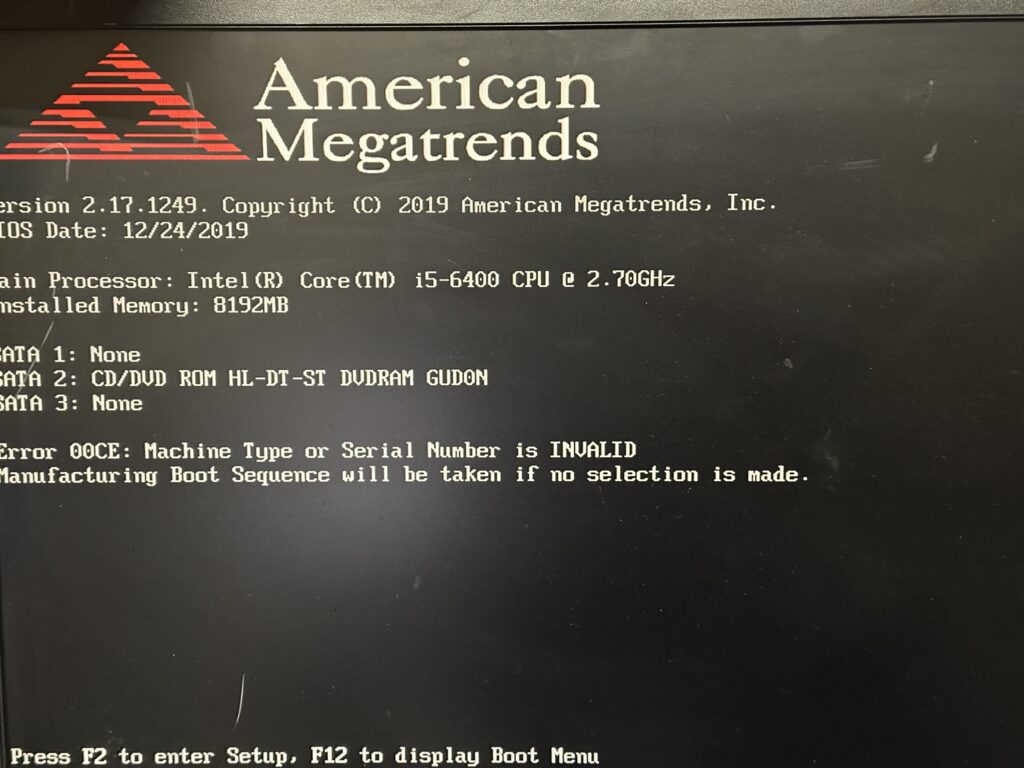 American
Megatrends
ersion 2.17.1249. Copyright (C) 2019 American Megatrends, Inc.
IOS Date: 12/24/2019
ain Processor: Intel(R) Core(TM) i5-6400 CPU @ 2.70GHz
nstalled Memory: 8192MB
SATA 1: None
SATA 2: CD/DVD ROM HL-DT-ST DVDRAM GUD0N
SATA 3: None
Error 00CE: Machine Type or Serial Number is INVALID
Manufacturing Boot Sequence will be taken if no selection is made.
Press F2 to enter Setup, F12 to display Boot Menu